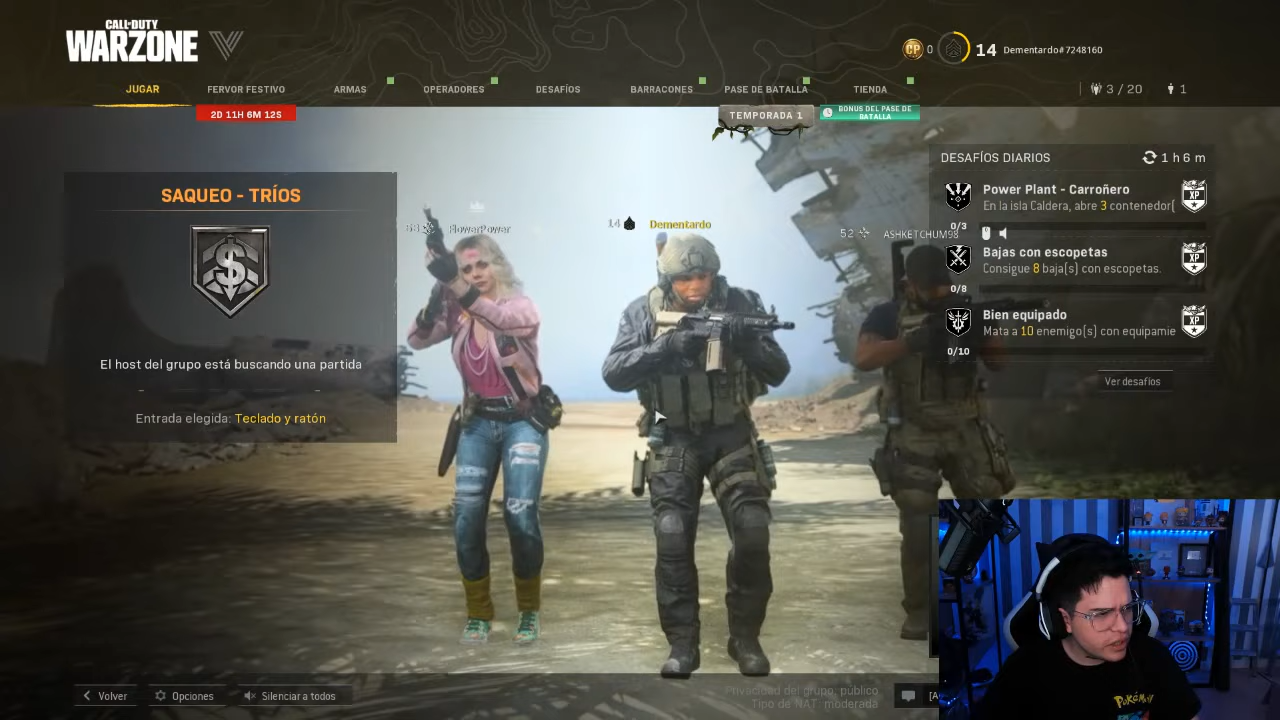 CALL·DUTY
WARZONE
CP 0
14
Dementardo#7248160
JUGAR
FERVOR FESTIVO
ARMAS
OPERADORES
DESAFÍOS
BARRACONES
PASE DE BATALLA
TIENDA
3 / 20
1
2D 11H 6M 12S
TEMPORADA 1
BONUS DEL PASE DE
BATALLA
SAQUEO - TRÍOS
El host del grupo está buscando una partida
Entrada elegida: Teclado y ratón
FlowerPower
14
Dementardo
52
ASHKETCHUM98
DESAFÍOS DIARIOS
1 h 6 m
Power Plant - Carroñero
En la isla Caldera, abre 3 contenedor(
XP
0/3
Bajas con escopetas
Consigue 8 baja(s) con escopetas.
XP
0/8
Bien equipado
Mata a 10 enemigo(s) con equipamie
XP
0/10
Ver desafíos
Volver
Opciones
Silenciar a todos
Privacidad del grupo: público
Tipo de NAT: moderada
[A
POKéMON